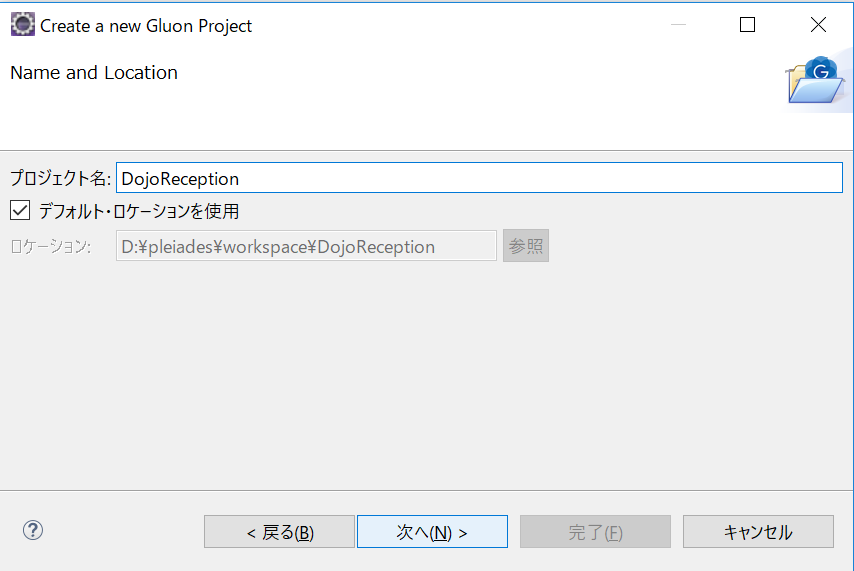 Create a new Gluon Project
Name and Location
G
プロジェクト名: DojoReception
デフォルト・ロケーションを使用
ロケーション: D:¥pleiades¥workspace¥DojoReception 参照
? < 戻る(B) 次へ(N) > 完了(F) キャンセル